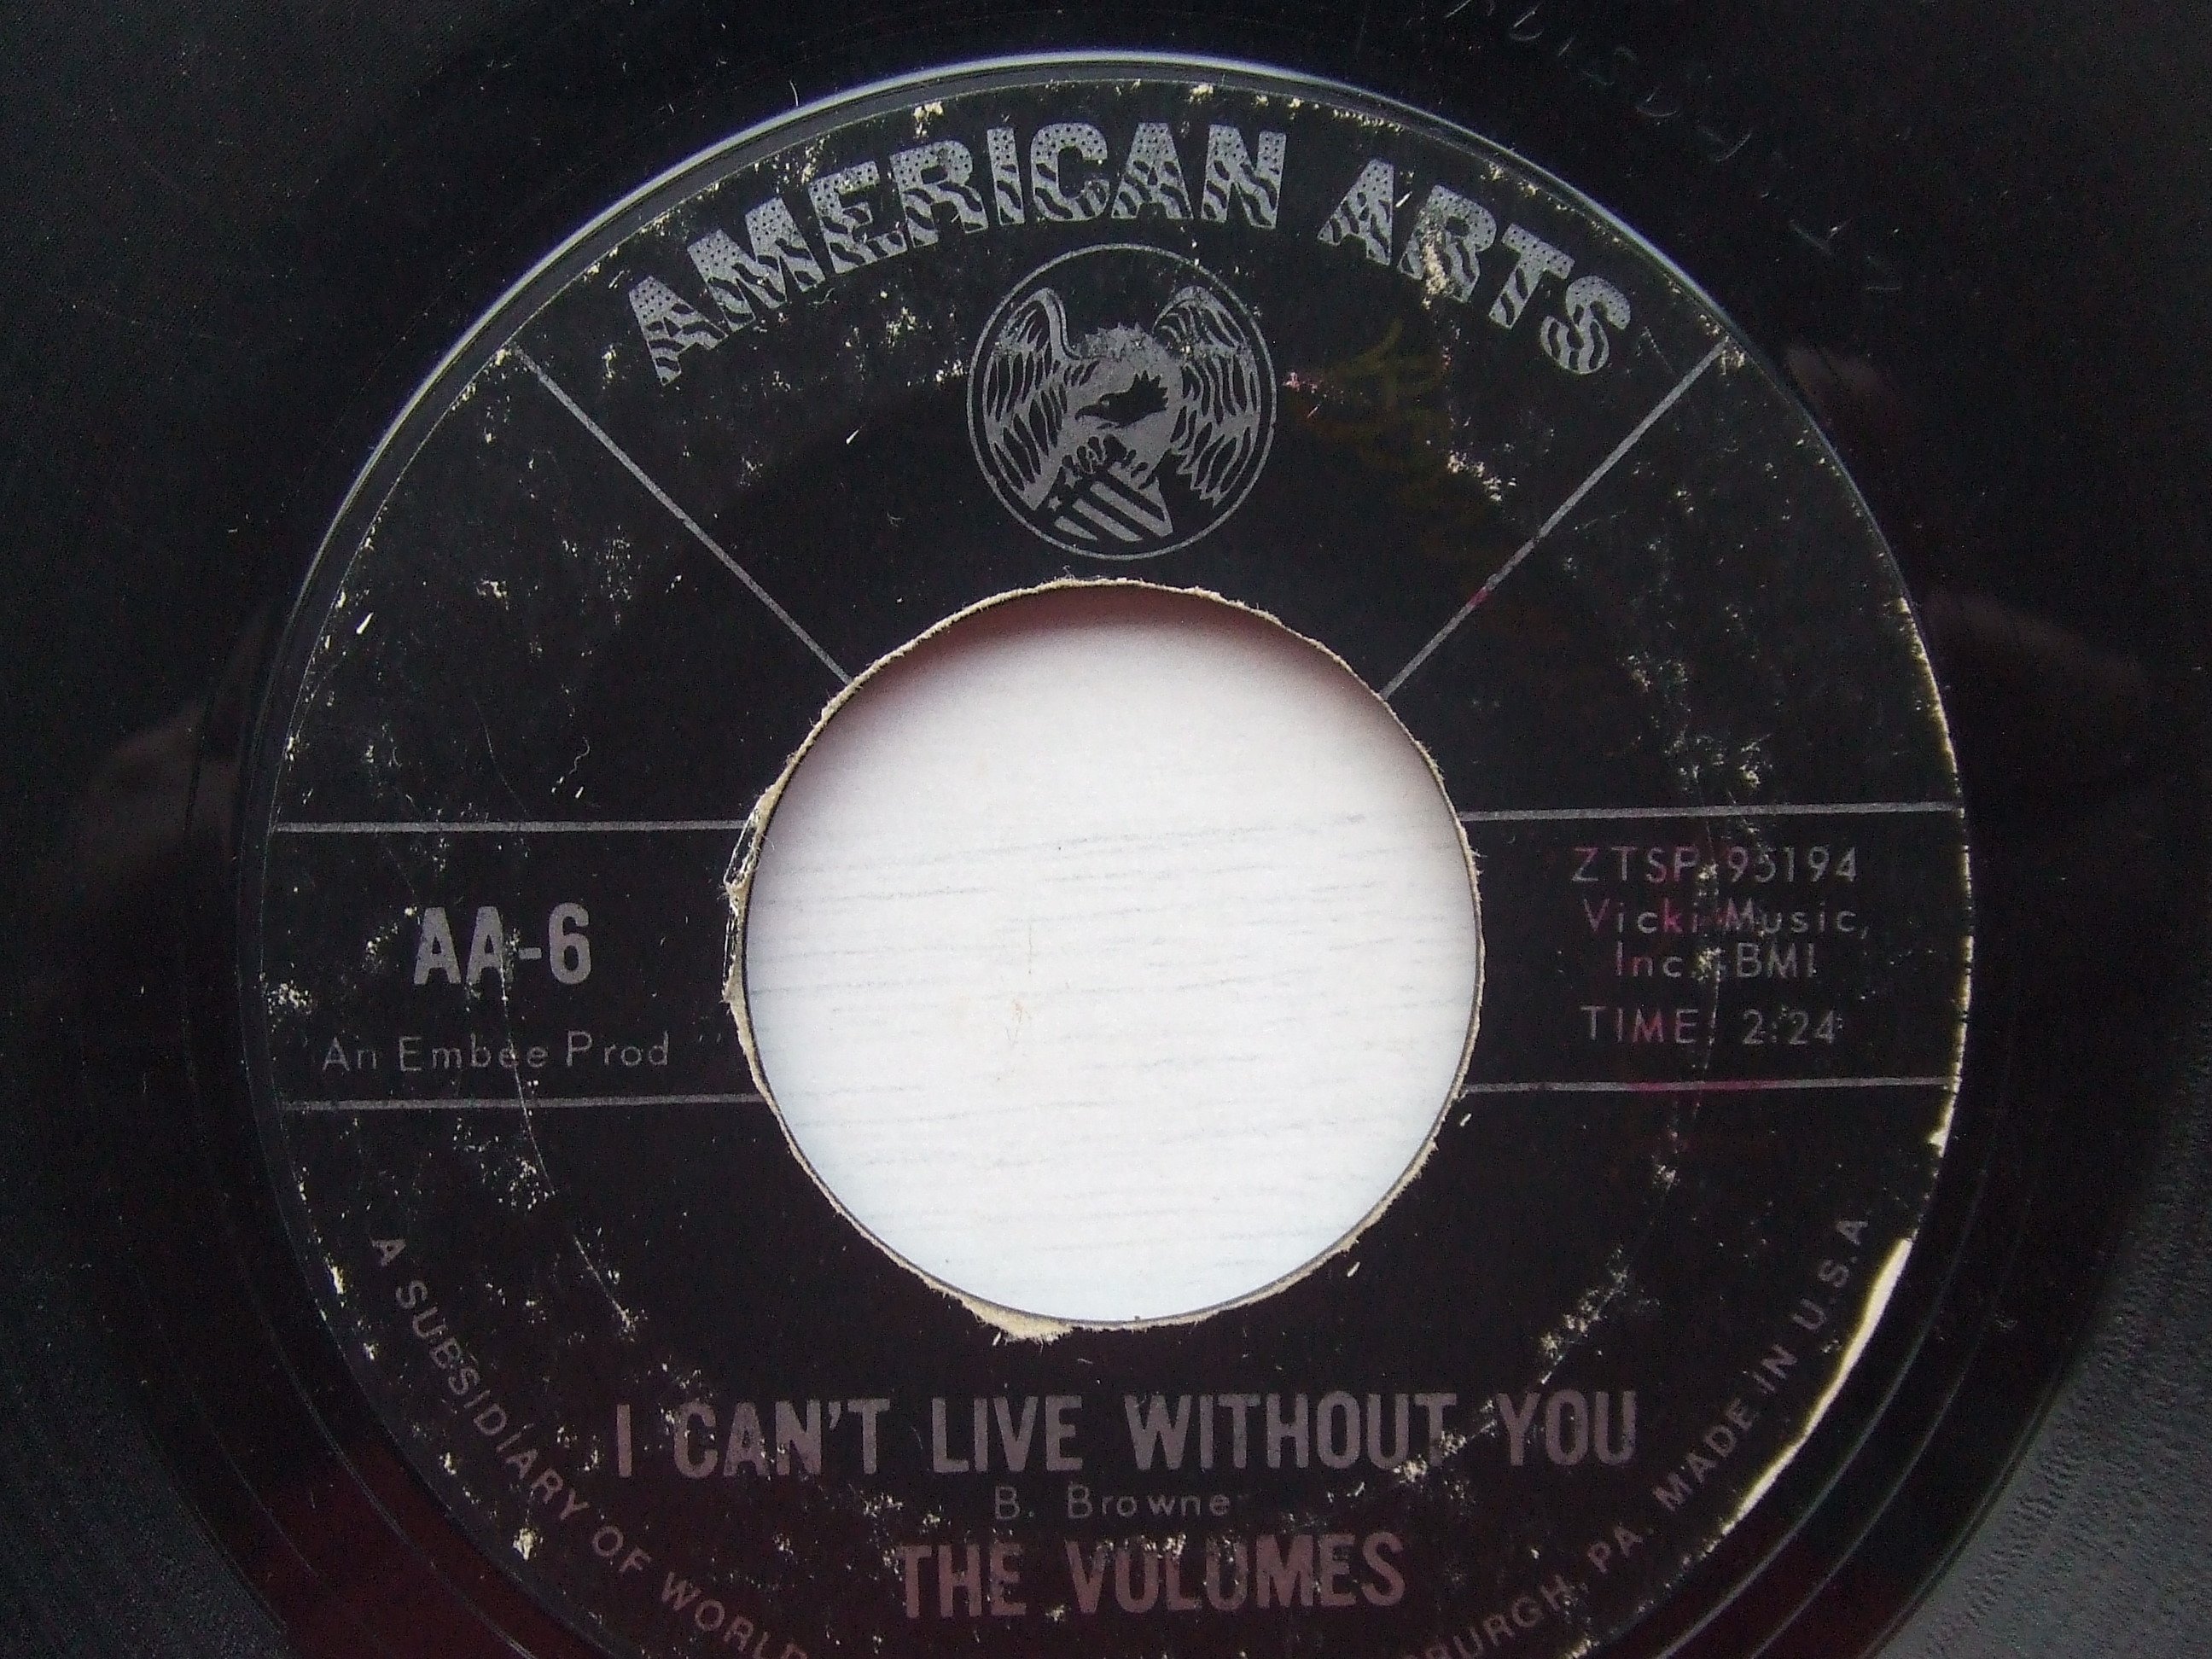 AMERICAN ARTS
AA-6
An Embee Prod
ZTSP 95194
Vicki Music,
Inc. BMI
TIME: 2:24
I CAN'T LIVE WITHOUT YOU
B. Browne
THE VOLUMES
A SUBSIDIARY OF WORLD
PA. MADE IN U.S.A